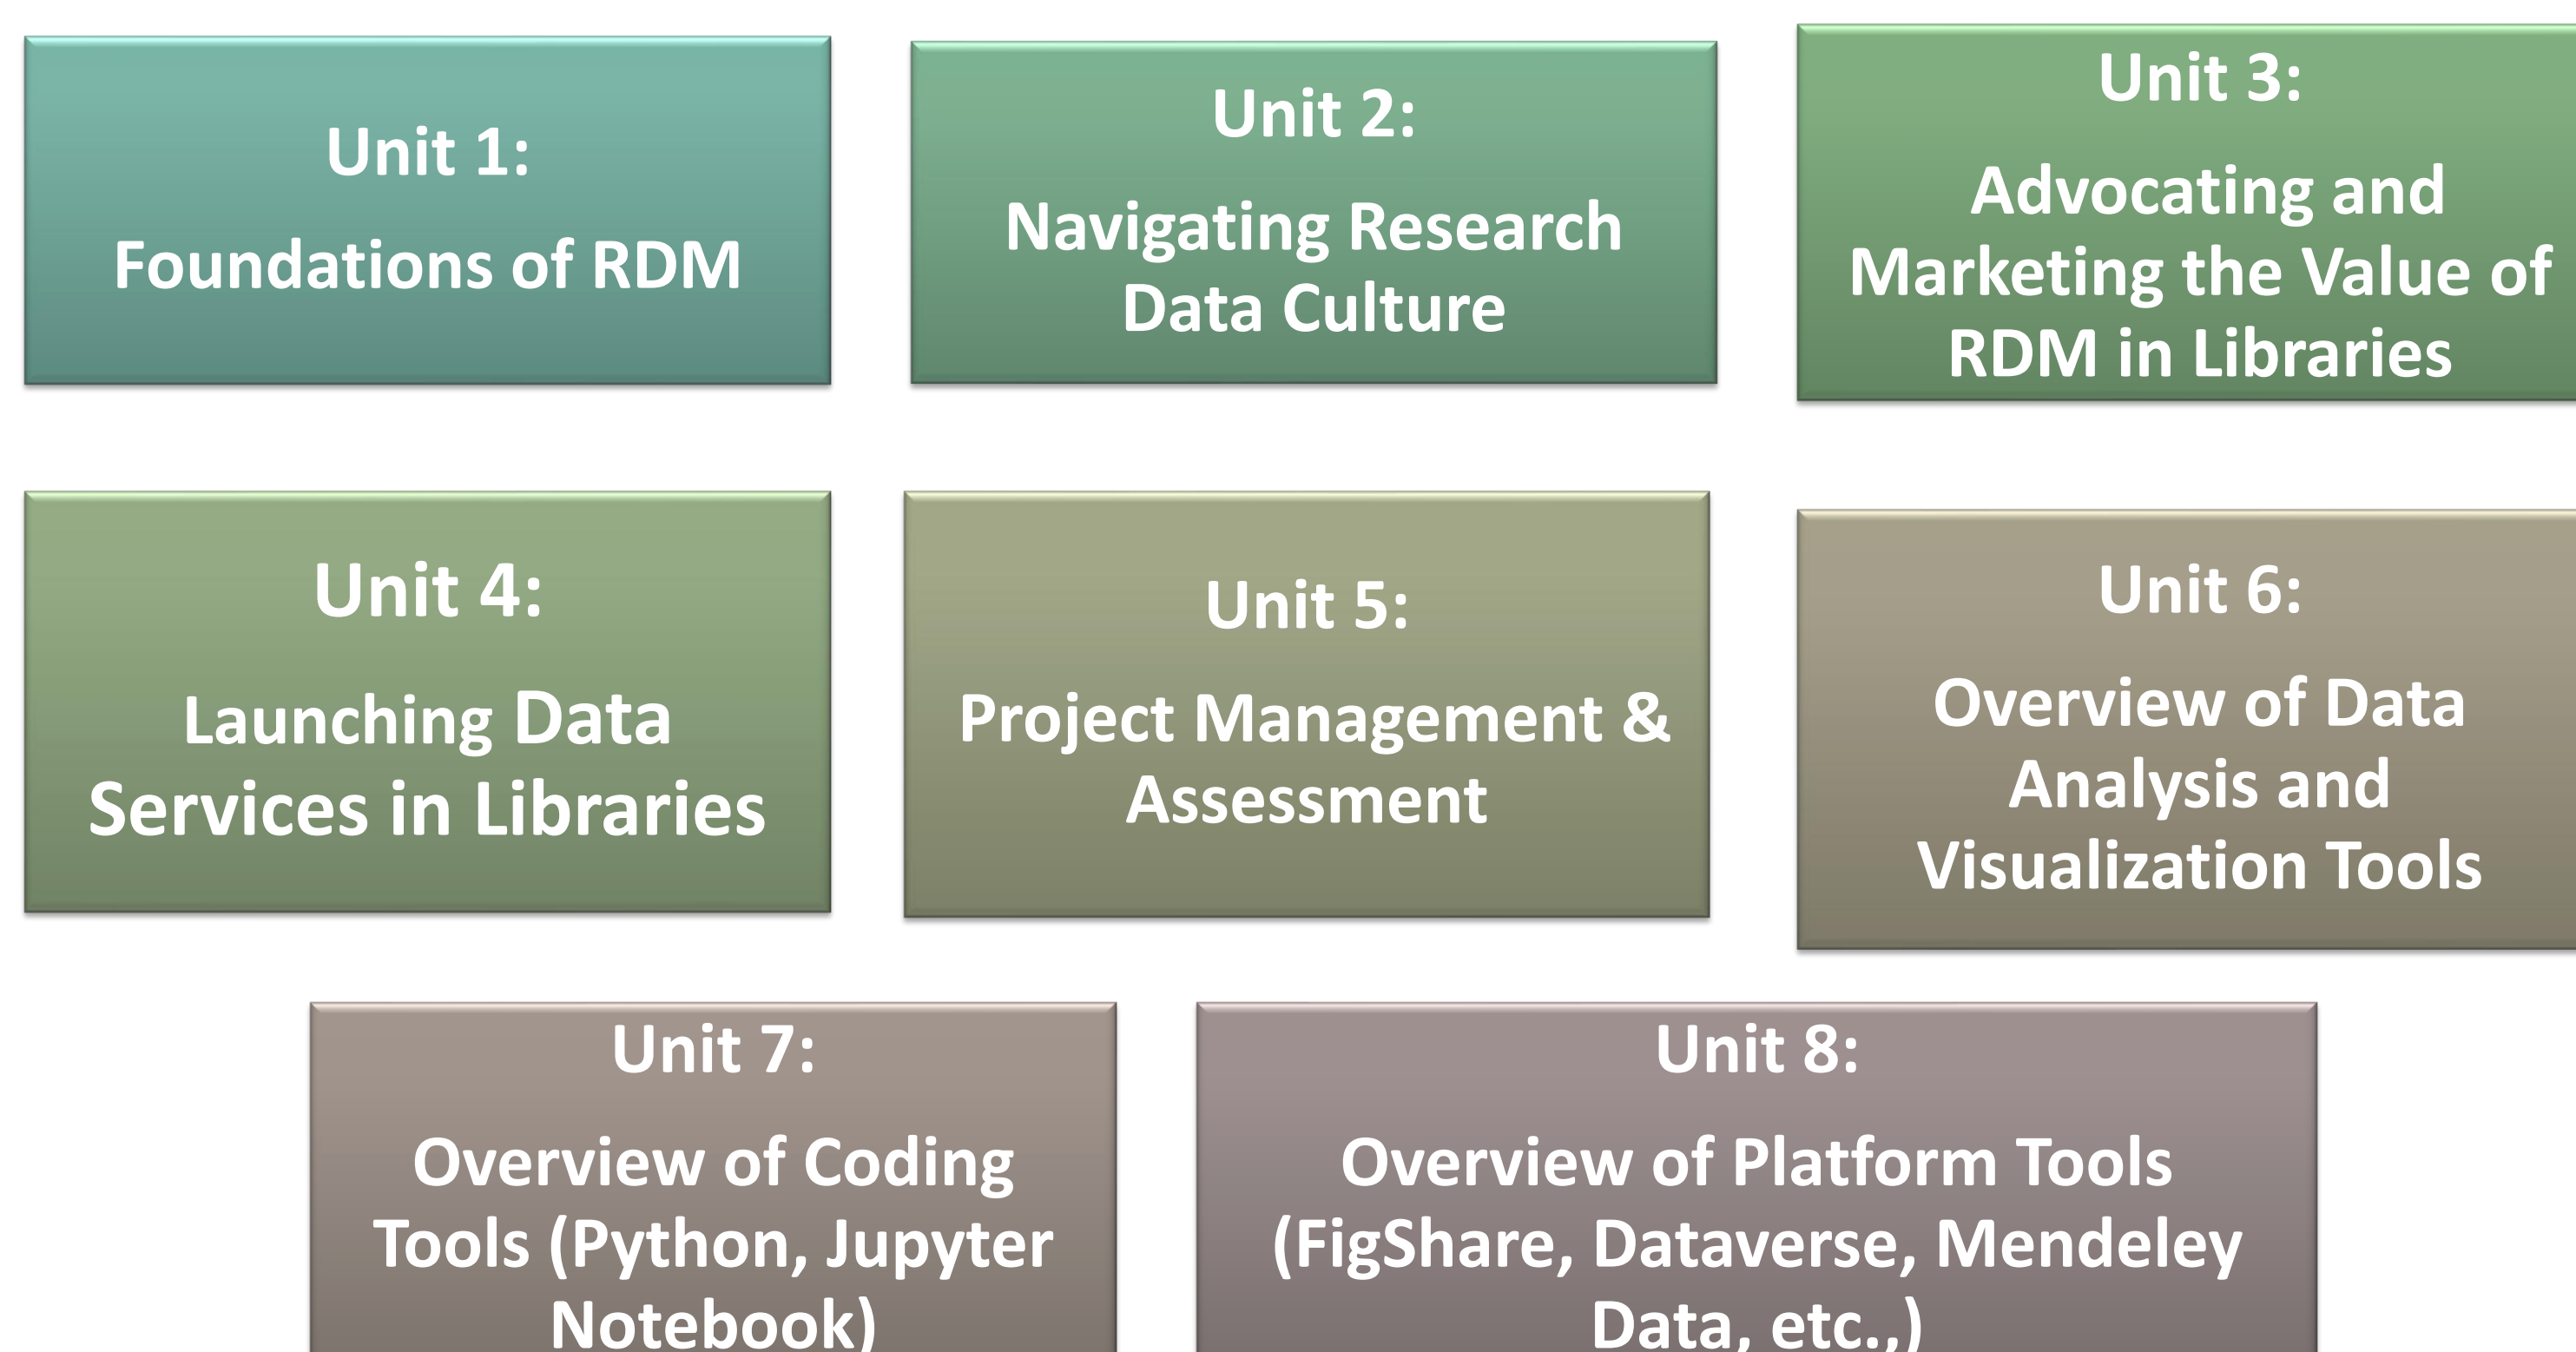 Unit 1:
Foundations of RDM
Unit 2:
Navigating Research
Data Culture
Unit 3:
Advocating and
Marketing the Value of
RDM in Libraries
Unit 4:
Launching Data
Services in Libraries
Unit 5:
Project Management &
Assessment
Unit 6:
Overview of Data
Analysis and
Visualization Tools
Unit 7:
Overview of Coding
Tools (Python, Jupyter
Notebook)
Unit 8:
Overview of Platform Tools
(FigShare, Dataverse, Mendeley
Data, etc.,)